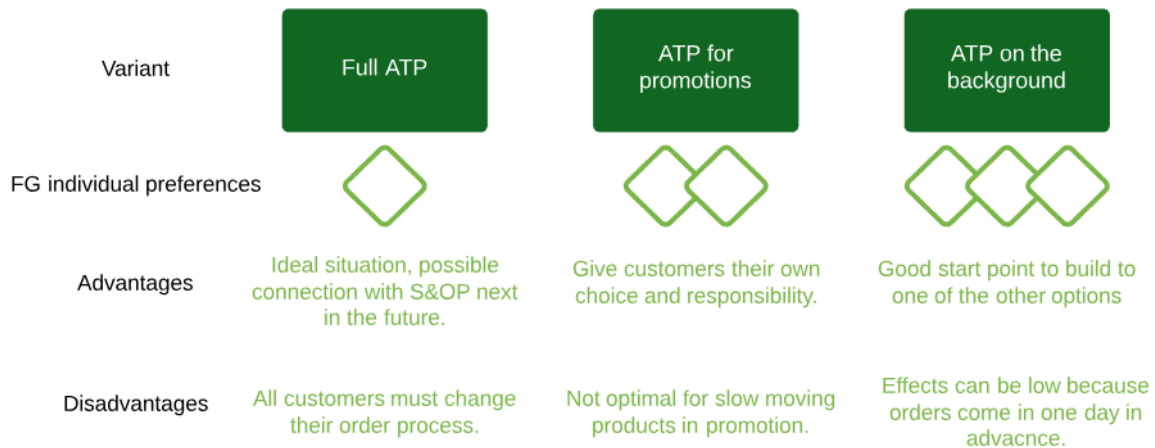 Variant
Full ATP
ATP for
promotions
ATP on the
background
FG individual preferences
Advantages
Ideal situation, possible
connection with S&OP next
in the future.
Give customers their own
choice and responsibility.
Good start point to build to
one of the other options
Disadvantages
All customers must change
their order process.
Not optimal for slow moving
products in promotion.
Effects can be low because
orders come in one day in
advacnce.